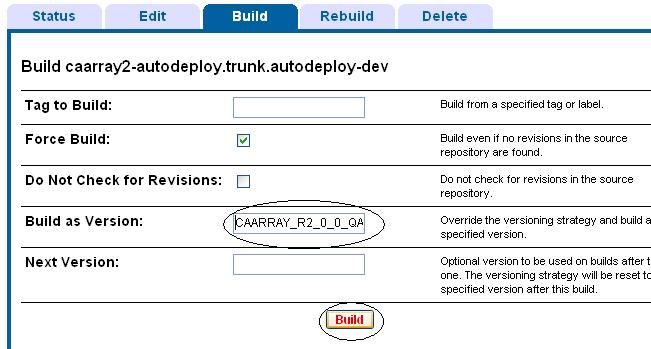 Status Edit Build Rebuild Delete
Build caarray2-autodeploy.trunk.autodeploy-dev
Tag to Build: Build from a specified tag or label.
Force Build: Build even if no revisions in the source
repository are found.
Do Not Check for Revisions: Do not check for revisions in the source
repository.
Build as Version: CAARRAY_R2_0_0_QA Override the versioning strategy and build a
specified version.
Next Version: Optional version to be used on builds after t
one. The versioning strategy will be reset to
specified version after this build.
Build